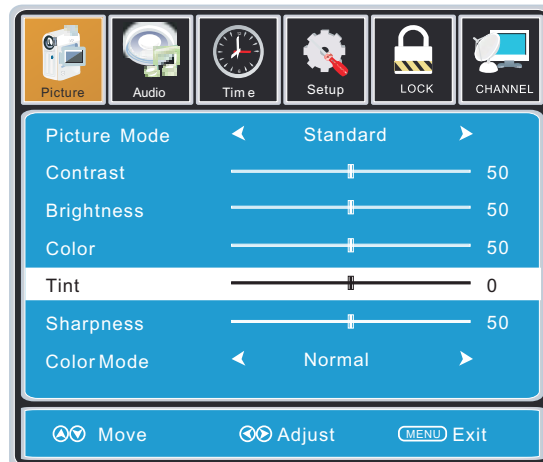 Picture Audio Time Setup LOCK CHANNEL
Picture Mode Standard
Contrast 50
Brightness 50
Color 50
Tint 0
Sharpness 50
Color Mode Normal
Move Adjust MENU Exit